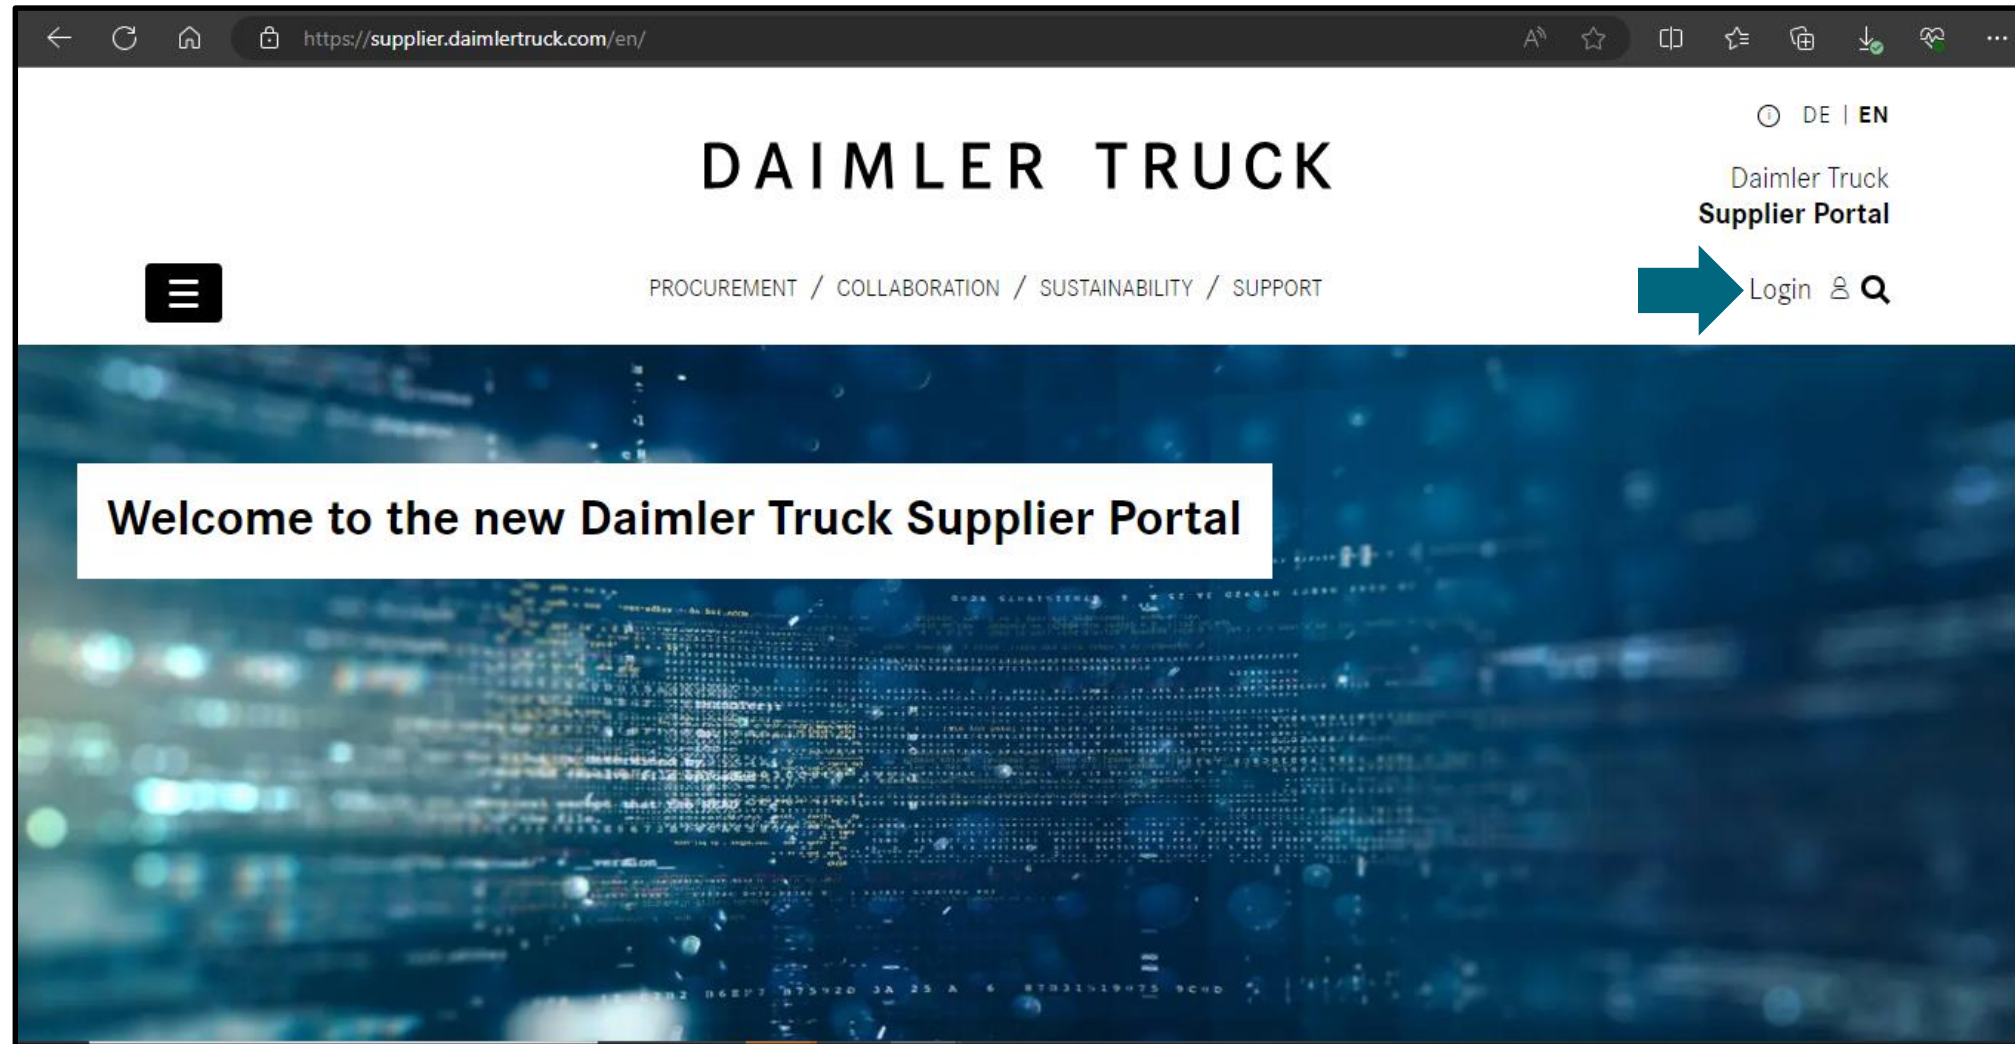 https://supplier.daimlertruck.com/en/
DE | EN
DAIMLER TRUCK
Daimler Truck
Supplier Portal
PROCUREMENT / COLLABORATION / SUSTAINABILITY / SUPPORT
Login
Welcome to the new Daimler Truck Supplier Portal